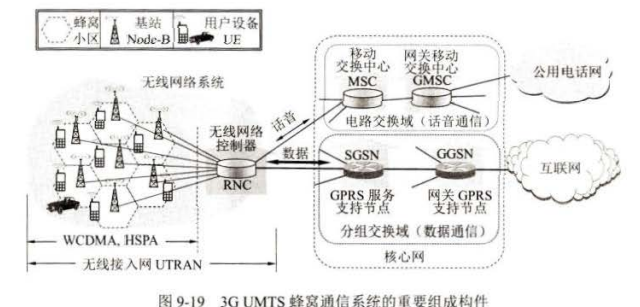 蜂窝 基站 用户设备
小区 Node-B UE
无线网络系统
移动
交换中心
MSC
网关移动
交换中心
GMSC
公用电话网
电路交换域（话音通信）
无线网络
控制器
RNC
话音
数据
SGSN
GPRS 服务
支持节点
GGSN
网关 GPRS
支持节点
互联网
分组交换域（数据通信）
核心网
WCDMA, HSPA
无线接入网 UTRAN
图 9-19 3G UMTS 蜂窝通信系统的重要组成构件